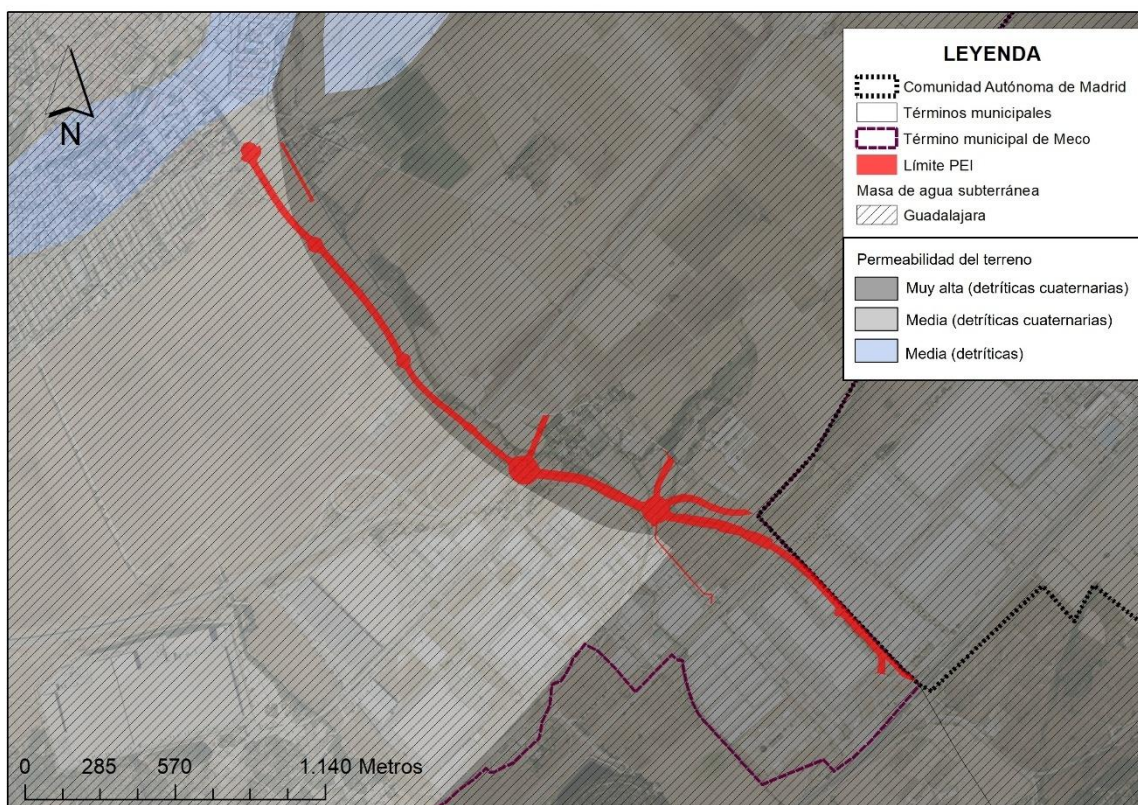 N
LEYENDA
Comunidad Autónoma de Madrid
Términos municipales
Término municipal de Meco
Límite PEI
Masa de agua subterránea
Guadalajara
Permeabilidad del terreno
Muy alta (detríticas cuaternarias)
Media (detríticas cuaternarias)
Media (detríticas)
0 285 570 1.140 Metros